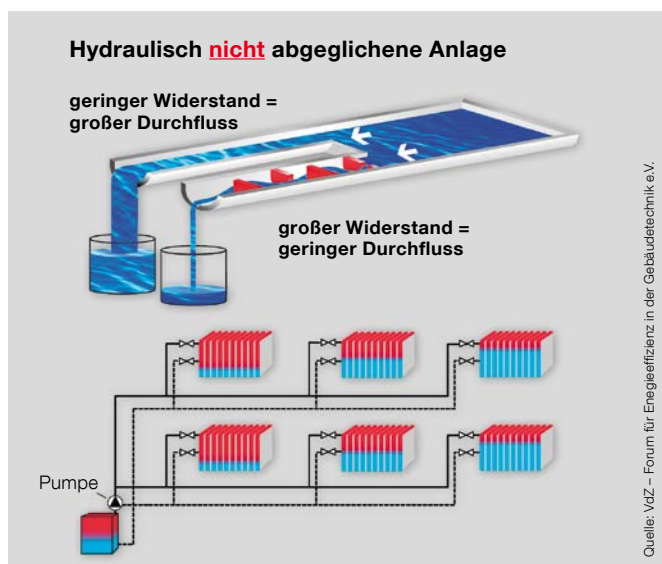 Hydraulisch nicht abgeglichene Anlage
geringer Widerstand =
großer Durchfluss
großer Widerstand =
geringer Durchfluss
Pumpe
Quelle: VdZ – Forum für Enegieeffizienz in der Gebäudetechnik e.V.